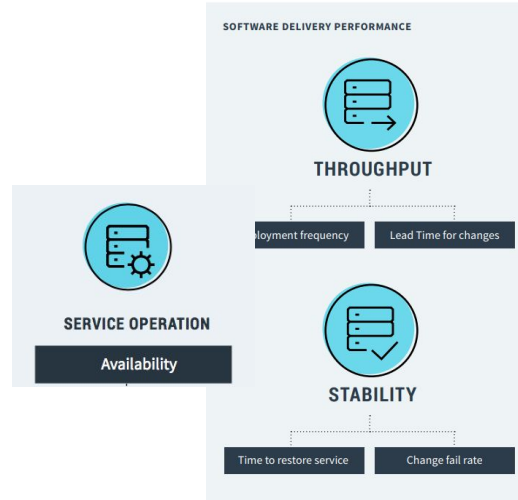 SOFTWARE DELIVERY PERFORMANCE
THROUGHPUT
frequency
Lead Time for changes
SERVICE OPERATION
Availability
STABILITY
Time to restore service
Change fail rate